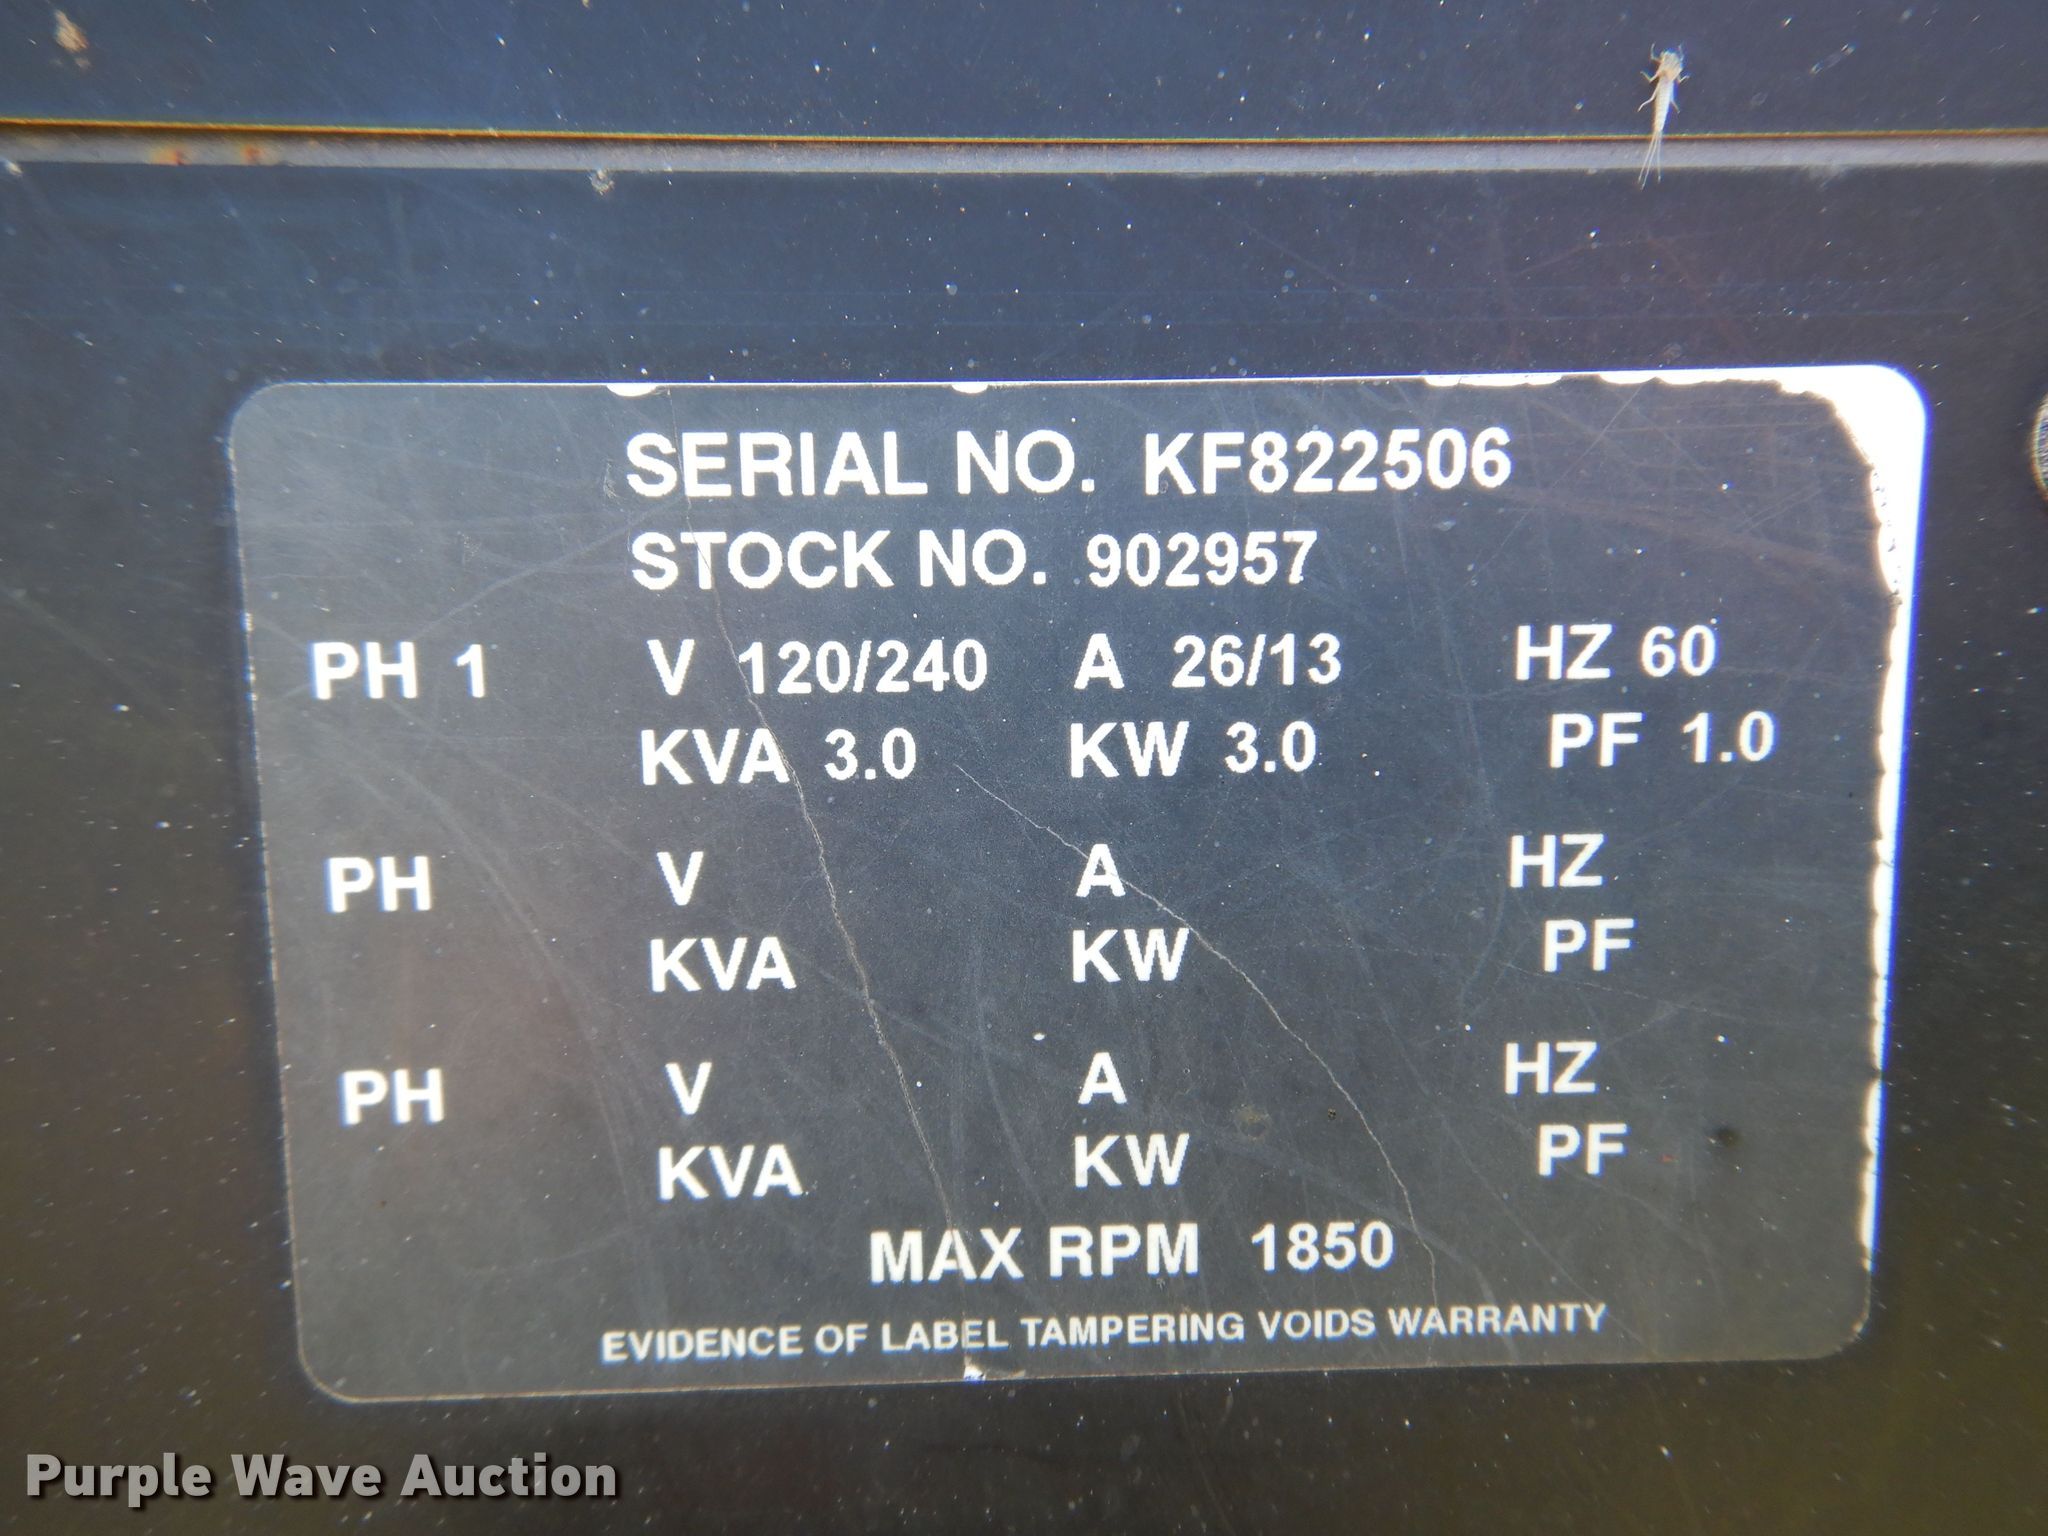 SERIAL NO. KF822506
STOCK NO. 902957
PH 1 V 120/240 A 26/13 HZ 60
KVA 3.0 KW 3.0 PF 1.0
PH V A HZ
KVA KW PF
PH V A HZ
KVA KW PF
MAX RPM 1850
EVIDENCE OF LABEL TAMPERING VOIDS WARRANTY
Purple Wave Auction